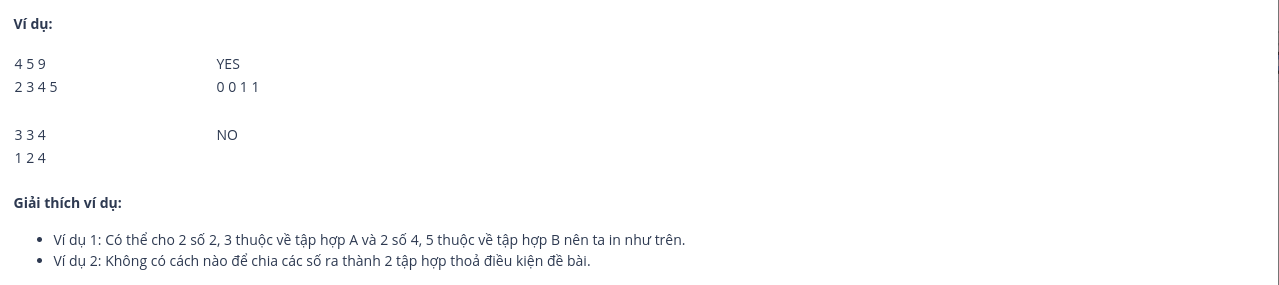 Ví dụ:
4 5 9 YES
2 3 4 5 0 0 1 1
3 3 4 NO
1 2 4
Giải thích ví dụ:
• Ví dụ 1: Có thể cho 2 số 2, 3 thuộc về tập hợp A và 2 số 4, 5 thuộc về tập hợp B nên ta in như trên.
• Ví dụ 2: Không có cách nào để chia các số ra thành 2 tập hợp thoả điều kiện đề bài.